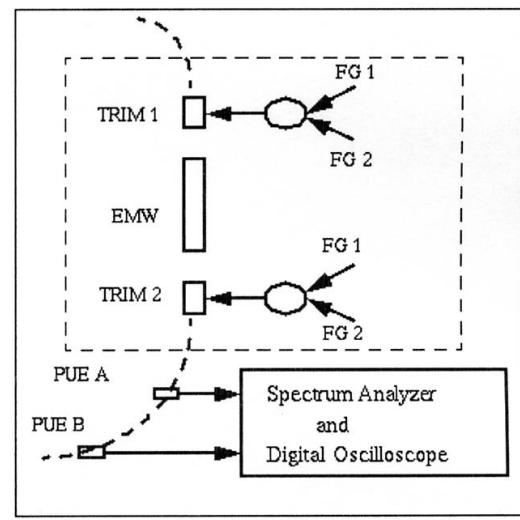 FG 1
TRIM 1
FG 2
EMW
FG 1
TRIM 2
FG 2
PUE A
Spectrum Analyzer
and
PUE B
Digital Oscilloscope